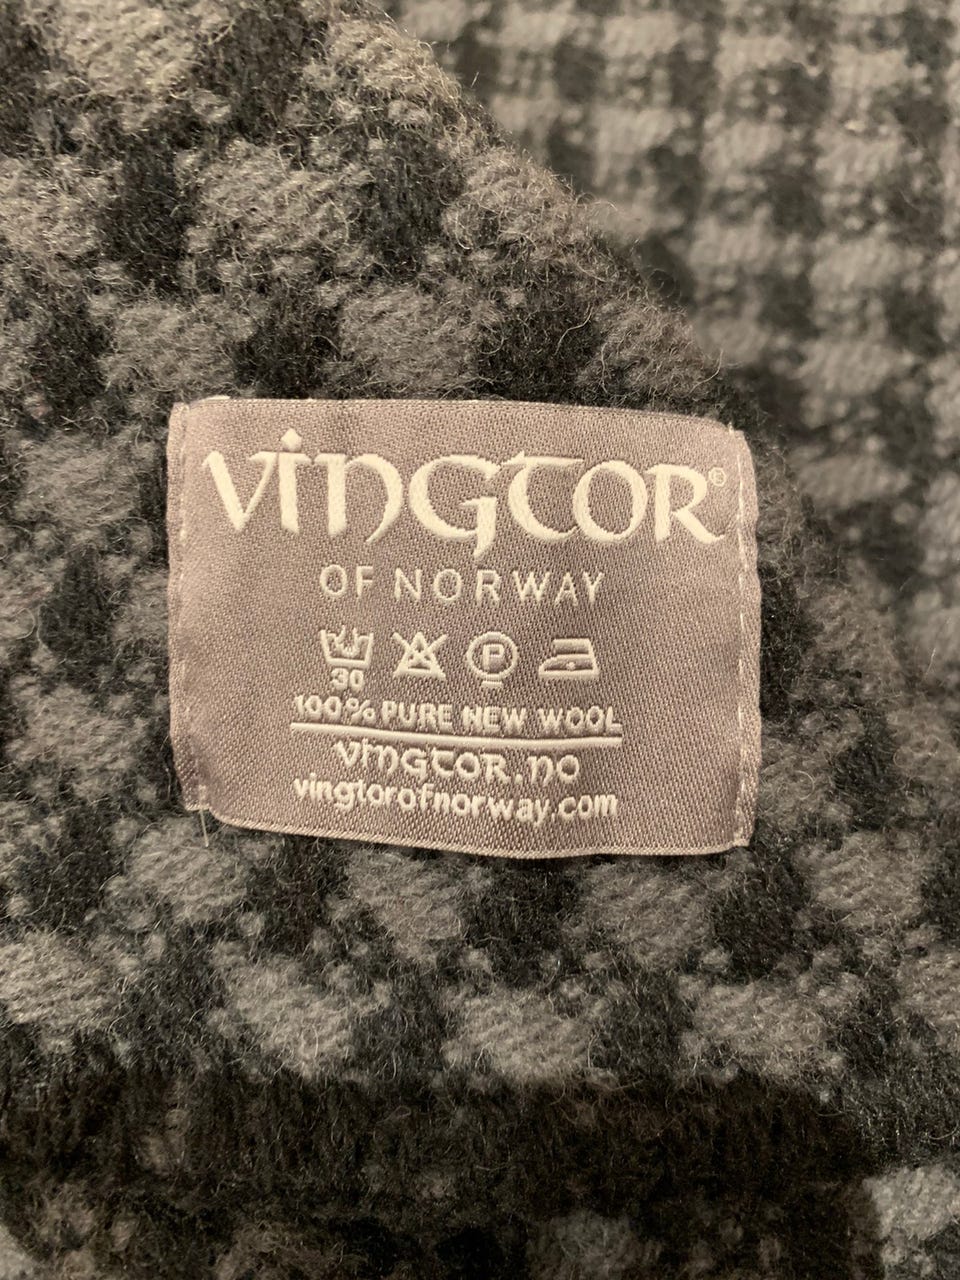 VINGTOR®
OF NORWAY
P
30
100% PURE NEW WOOL
VINGTOR.NO
vingtorofnorway.com